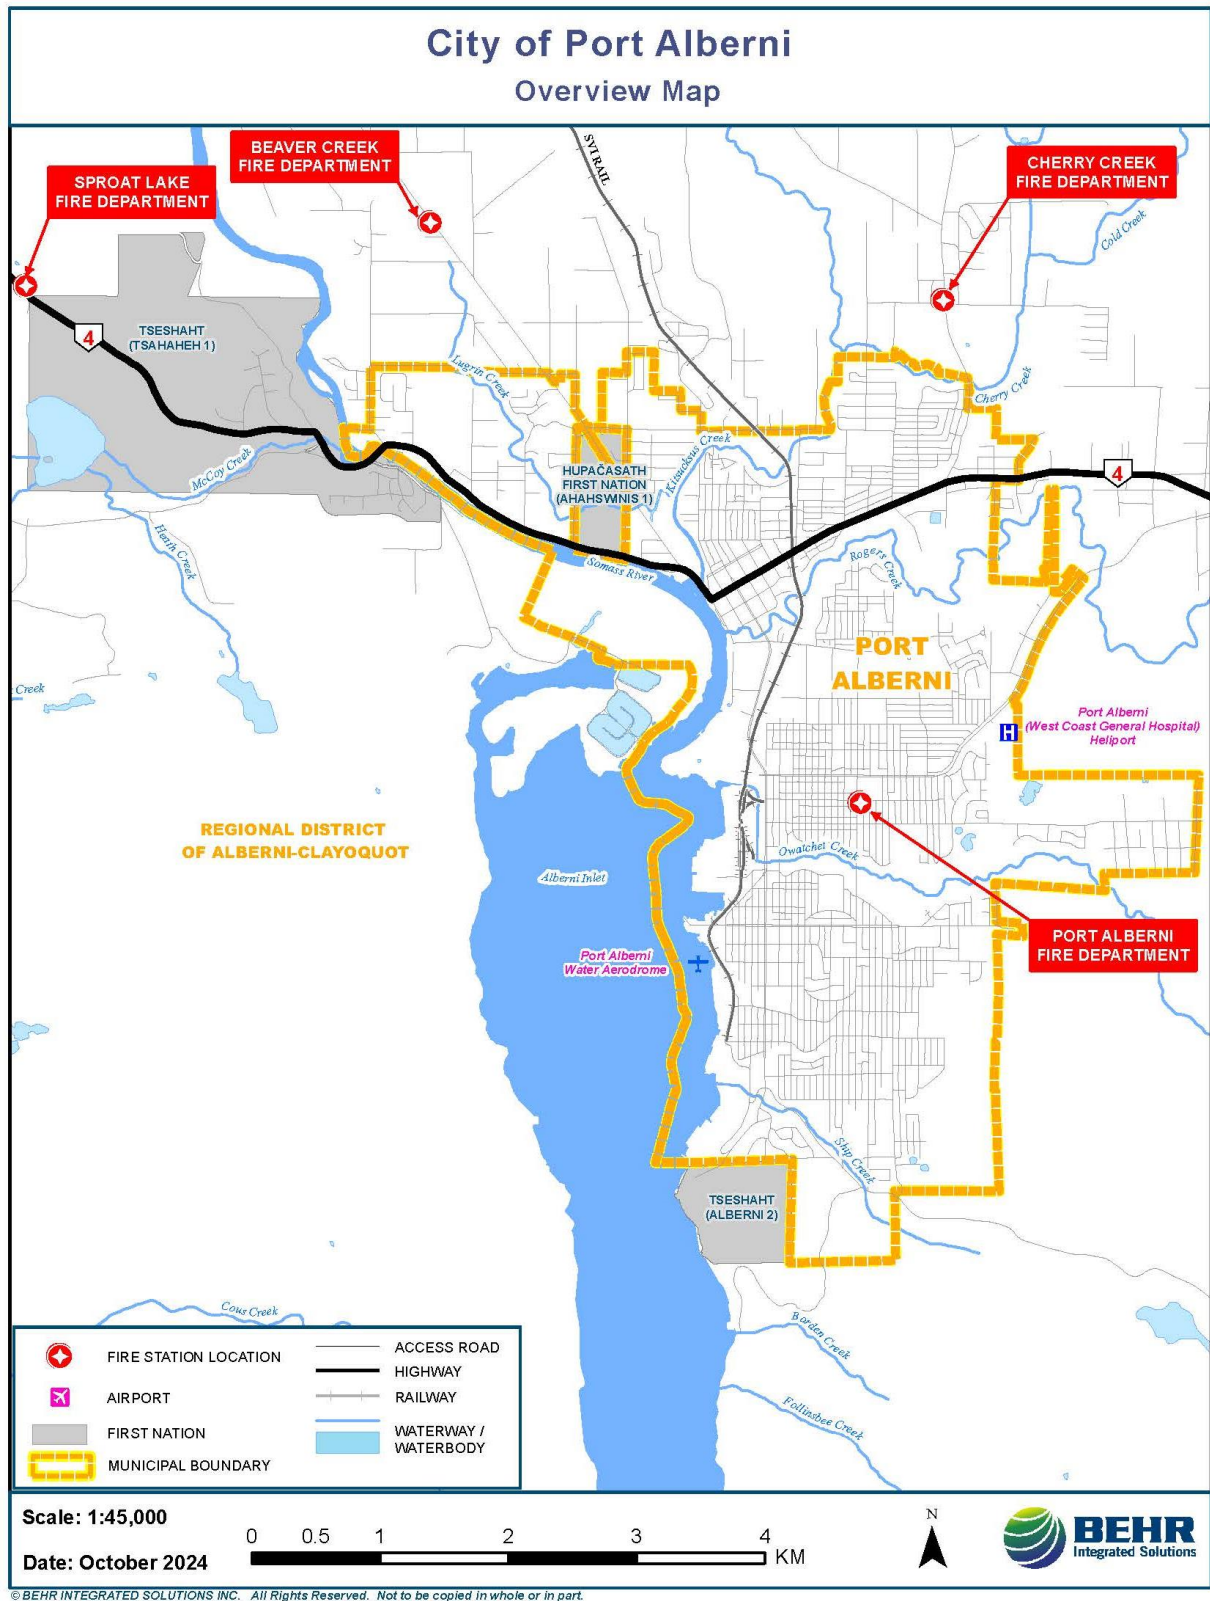 City of Port Alberni
Overview Map
SVI RAIL
BEAVER CREEK
FIRE DEPARTMENT
CHERRY CREEK
FIRE DEPARTMENT
SPROAT LAKE
FIRE DEPARTMENT
Cold Creek
4
TSESHAHT
(TSAHAHEH 1)
Lugrin Creek
Cherry Creek
Kitsucksus Creek
McCoy Creek
HUPAČASATH
FIRST NATION
(AHAHSWINIS 1)
4
Heath Creek
Somass River
Rogers Creek
PORT
ALBERNI
Creek
Port Alberni
(West Coast General Hospital)
Heliport
H
REGIONAL DISTRICT
OF ALBERNI-CLAYOQUOT
Owatchet Creek
Alberni Inlet
PORT ALBERNI
FIRE DEPARTMENT
Port Alberni
Water Aerodrome
Ship Creek
TSESHAHT
(ALBERNI 2)
Cous Creek
Borden Creek
Follinsbee Creek
FIRE STATION LOCATION
AIRPORT
FIRST NATION
MUNICIPAL BOUNDARY
ACCESS ROAD
HIGHWAY
RAILWAY
WATERWAY /
WATERBODY
Scale: 1:45,000
Date: October 2024
0 0.5 1 2 3 4
KM
N
BEHR
Integrated Solutions
© BEHR INTEGRATED SOLUTIONS INC. All Rights Reserved. Not to be copied in whole or in part.